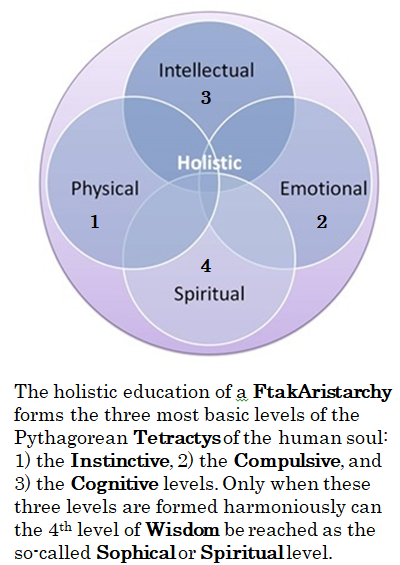 Intellectual
3
Holistic
Physical
Emotional
1
2
4
Spiritual
The holistic education of a FtakAristarchy
forms the three most basic levels of the
Pythagorean Tetractys of the human soul:
1) the Instinctive, 2) the Compulsive, and
3) the Cognitive levels. Only when these
three levels are formed harmoniously can
the 4th level of Wisdom be reached as the
so-called Sophical or Spiritual level.